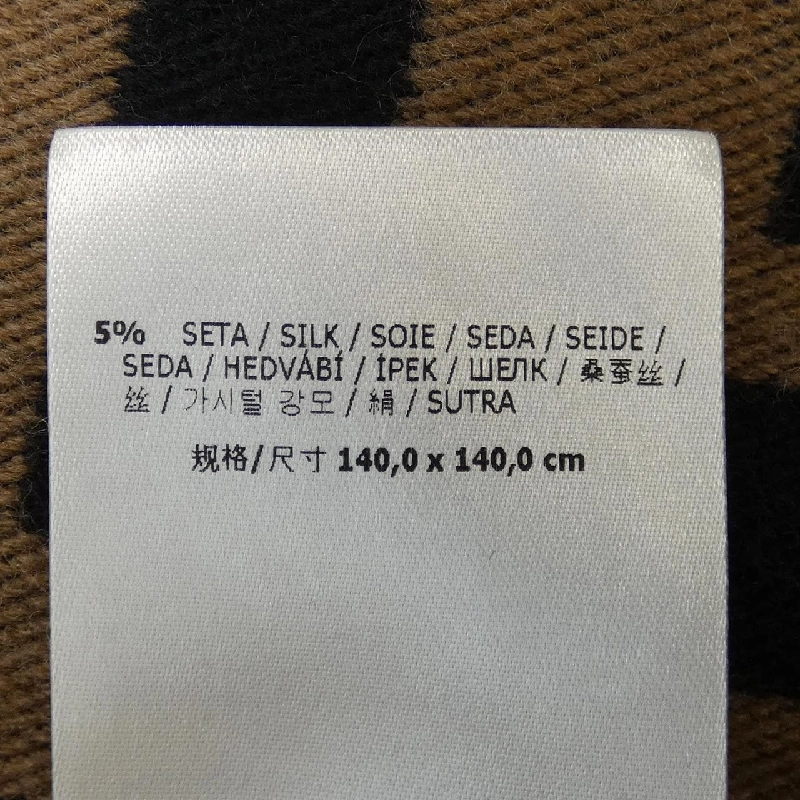 5% SETA / SILK / SOIE / SEDA / SEIDE /
SEDA / HEDVÁBÍ / İPEK / ШЕЛК / 桑蚕丝 /
丝 / 가시털 강모 / 絹 / SUTRA
规格/尺寸 140,0 x 140,0 cm